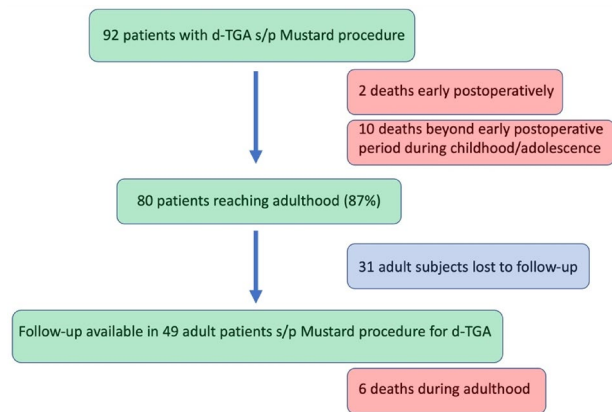 92 patients with d-TGA s/p Mustard procedure
2 deaths early postoperatively
10 deaths beyond early postoperative
period during childhood/adolescence
80 patients reaching adulthood (87%)
31 adult subjects lost to follow-up
Follow-up available in 49 adult patients s/p Mustard procedure for d-TGA
6 deaths during adulthood